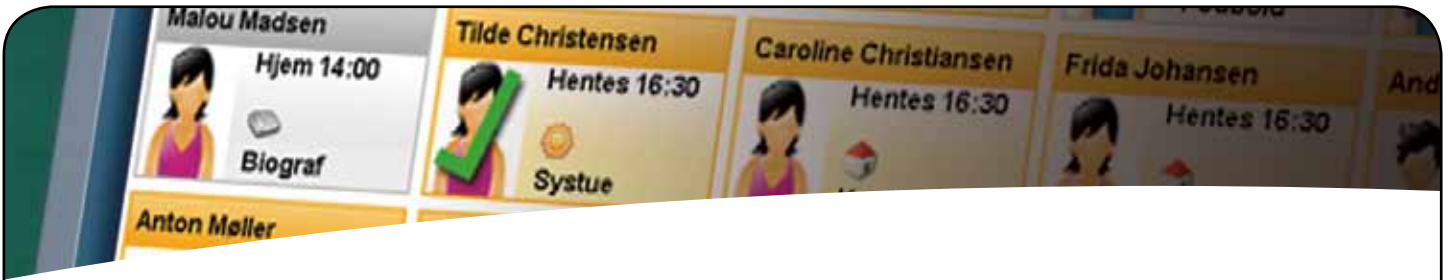 Malou Madsen
Hjem 14:00
Biograf
Tilde Christensen
Hentes 16:30
Systue
Caroline Christiansen
Hentes 16:30
Frida Johansen
Hentes 16:30
And
Anton Møller